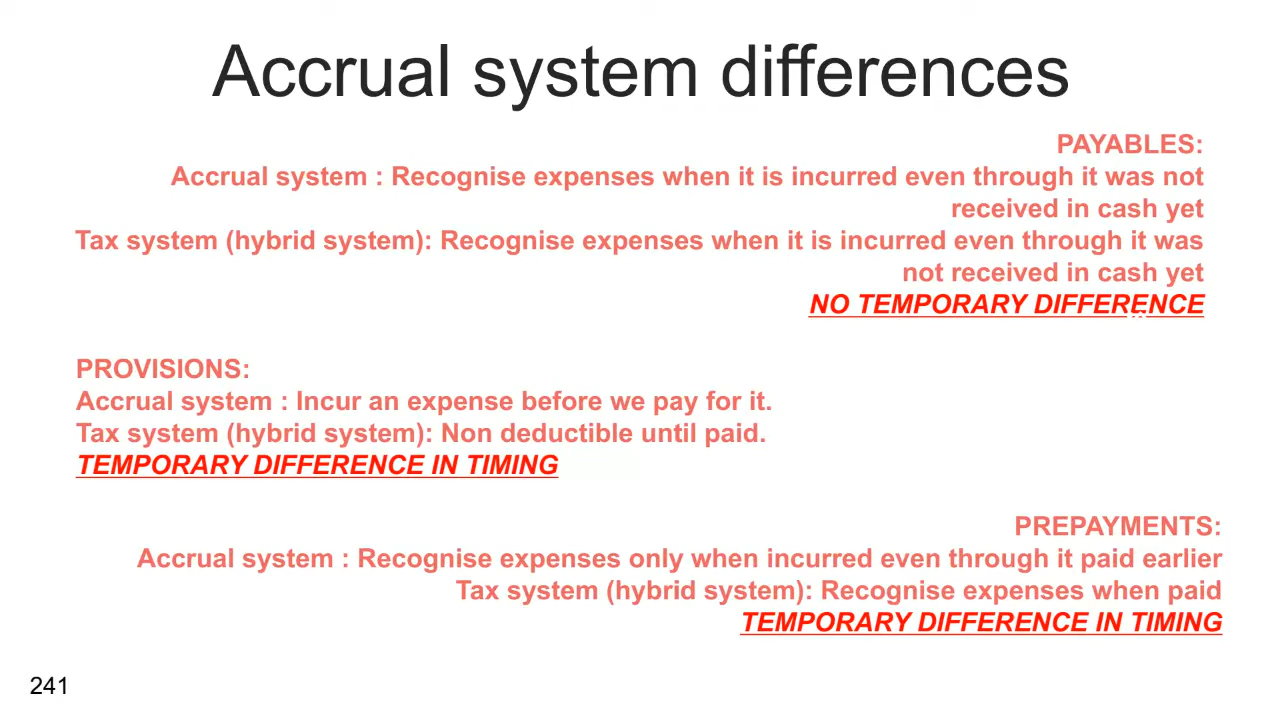 Accrual system differences
PAYABLES:
Accrual system : Recognise expenses when it is incurred even through it was not
received in cash yet
Tax system (hybrid system): Recognise expenses when it is incurred even through it was
not received in cash yet
NO TEMPORARY DIFFERENCE
PROVISIONS:
Accrual system : Incur an expense before we pay for it.
Tax system (hybrid system): Non deductible until paid.
TEMPORARY DIFFERENCE IN TIMING
PREPAYMENTS:
Accrual system : Recognise expenses only when incurred even through it paid earlier
Tax system (hybrid system): Recognise expenses when paid
TEMPORARY DIFFERENCE IN TIMING
241